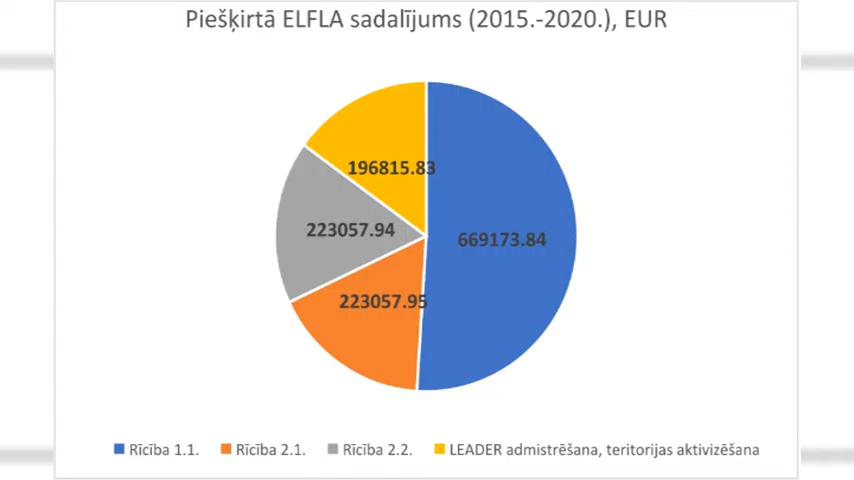 Piešķirtā ELFLA sadalījums (2015.-2020.), EUR
196815.83
223057.94
669173.84
223057.95
Rīcība 1.1.
Rīcība 2.1.
Rīcība 2.2.
LEADER admistrēšana, teritorijas aktivizēšana